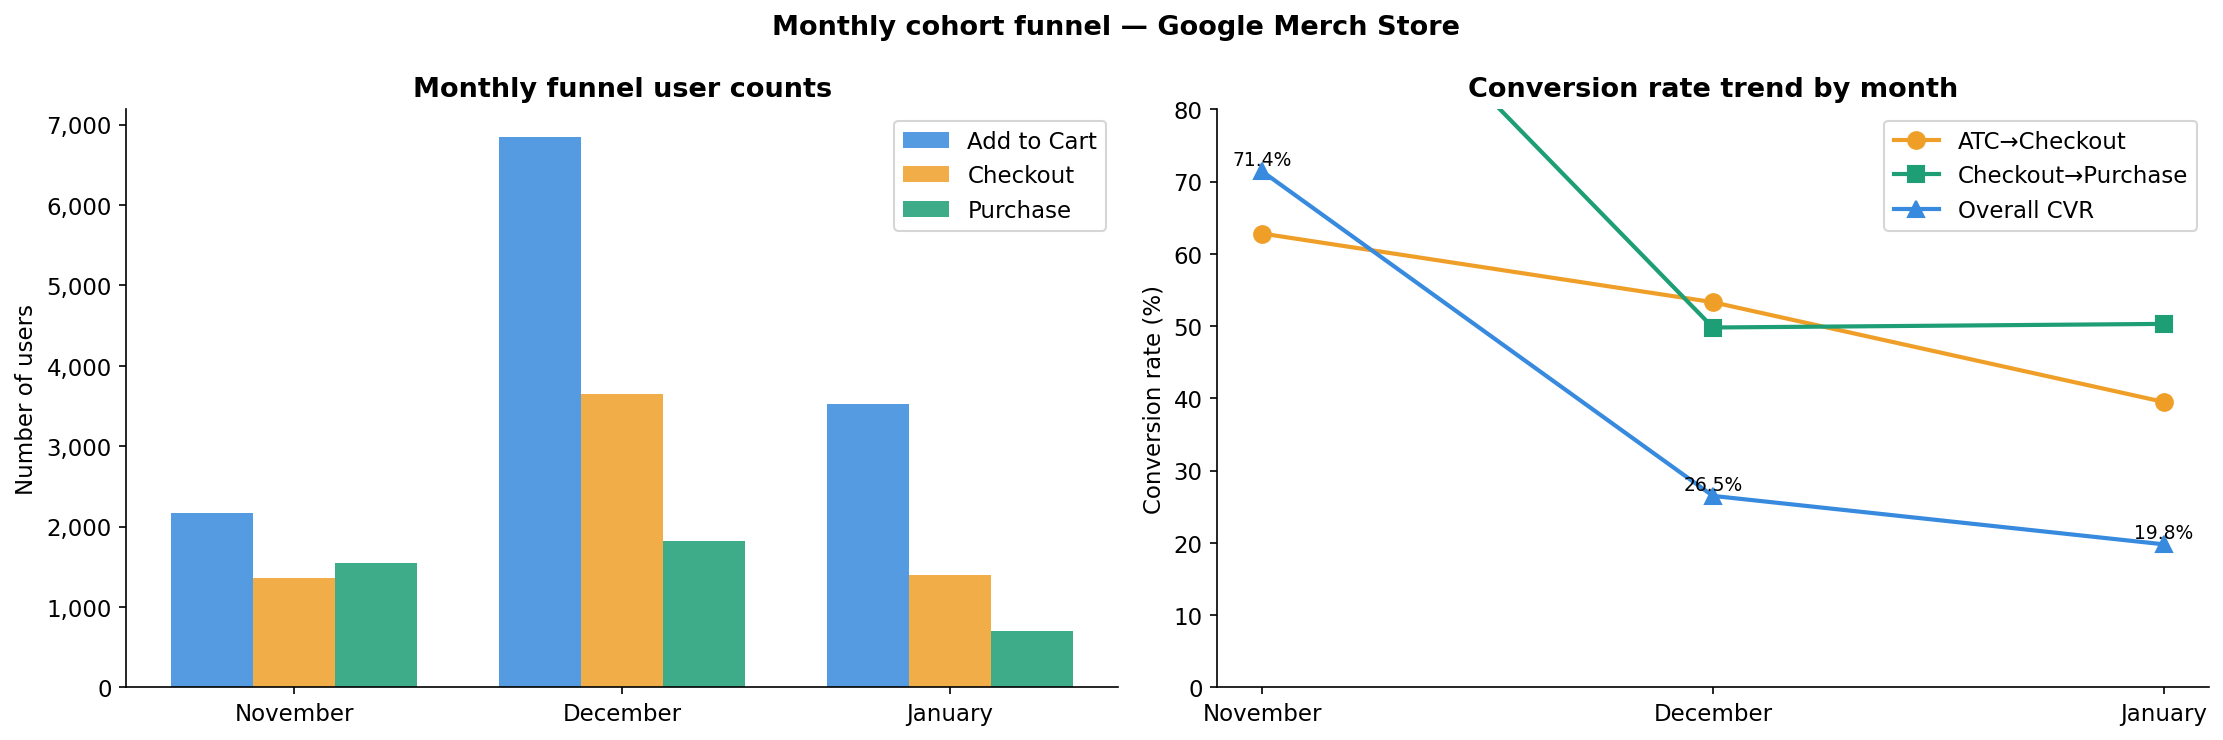 Monthly cohort funnel — Google Merch Store
Monthly funnel user counts
Number of users
7,000
6,000
5,000
4,000
3,000
2,000
1,000
0
November
December
January
Add to Cart
Checkout
Purchase
Conversion rate trend by month
Conversion rate (%)
80
70
60
50
40
30
20
10
0
November
December
January
ATC→Checkout
Checkout→Purchase
Overall CVR
71.4%
26.5%
19.8%